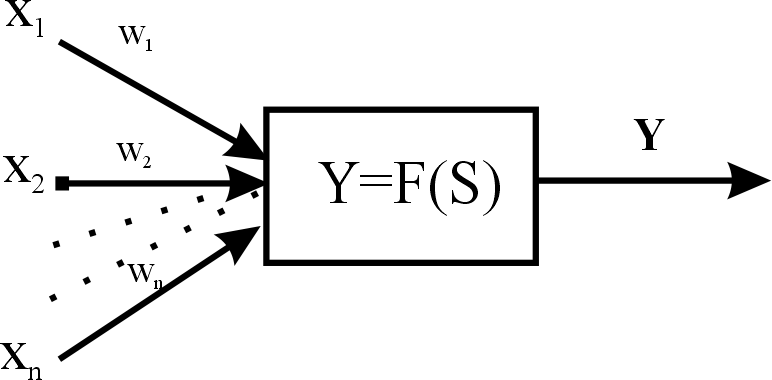 X₁
w₁
X₂
w₂
Y=F(S)
Y
wₙ
Xₙ